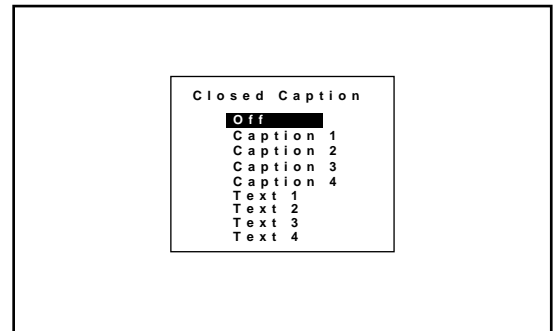 Closed Caption
Off
Caption 1
Caption 2
Caption 3
Caption 4
Text 1
Text 2
Text 3
Text 4